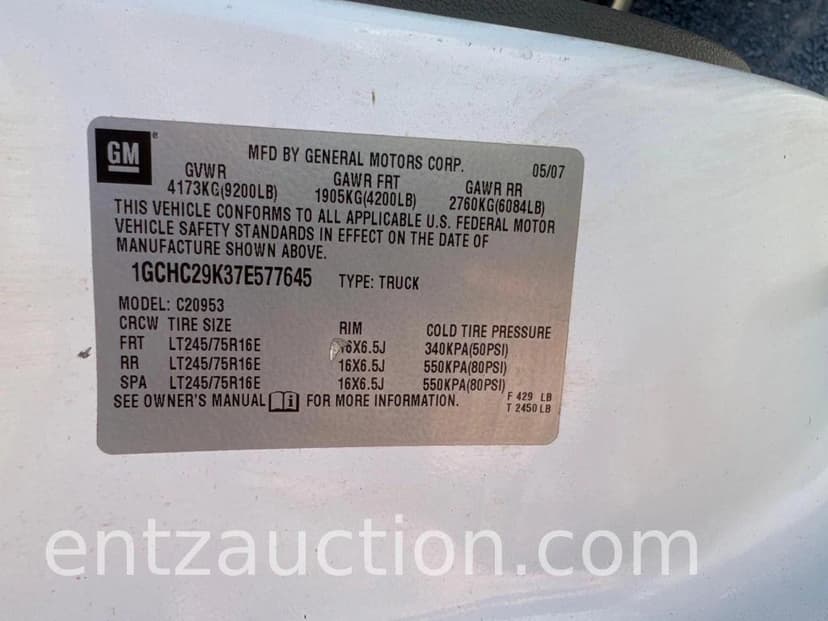 GM
MFD BY GENERAL MOTORS CORP. 05/07
GVWR GAWR FRT GAWR RR
4173KG(9200LB) 1905KG(4200LB) 2760KG(6084LB)
THIS VEHICLE CONFORMS TO ALL APPLICABLE U.S. FEDERAL MOTOR
VEHICLE SAFETY STANDARDS IN EFFECT ON THE DATE OF
MANUFACTURE SHOWN ABOVE.
1GCHC29K37E577645 TYPE: TRUCK
MODEL: C20953
CRCW TIRE SIZE RIM COLD TIRE PRESSURE
FRT LT245/75R16E 16X6.5J 340KPA(50PSI)
RR LT245/75R16E 16X6.5J 550KPA(80PSI)
SPA LT245/75R16E 16X6.5J 550KPA(80PSI)
SEE OWNER'S MANUAL FOR MORE INFORMATION. F 429 LB
T 2450 LB
entzauction.com